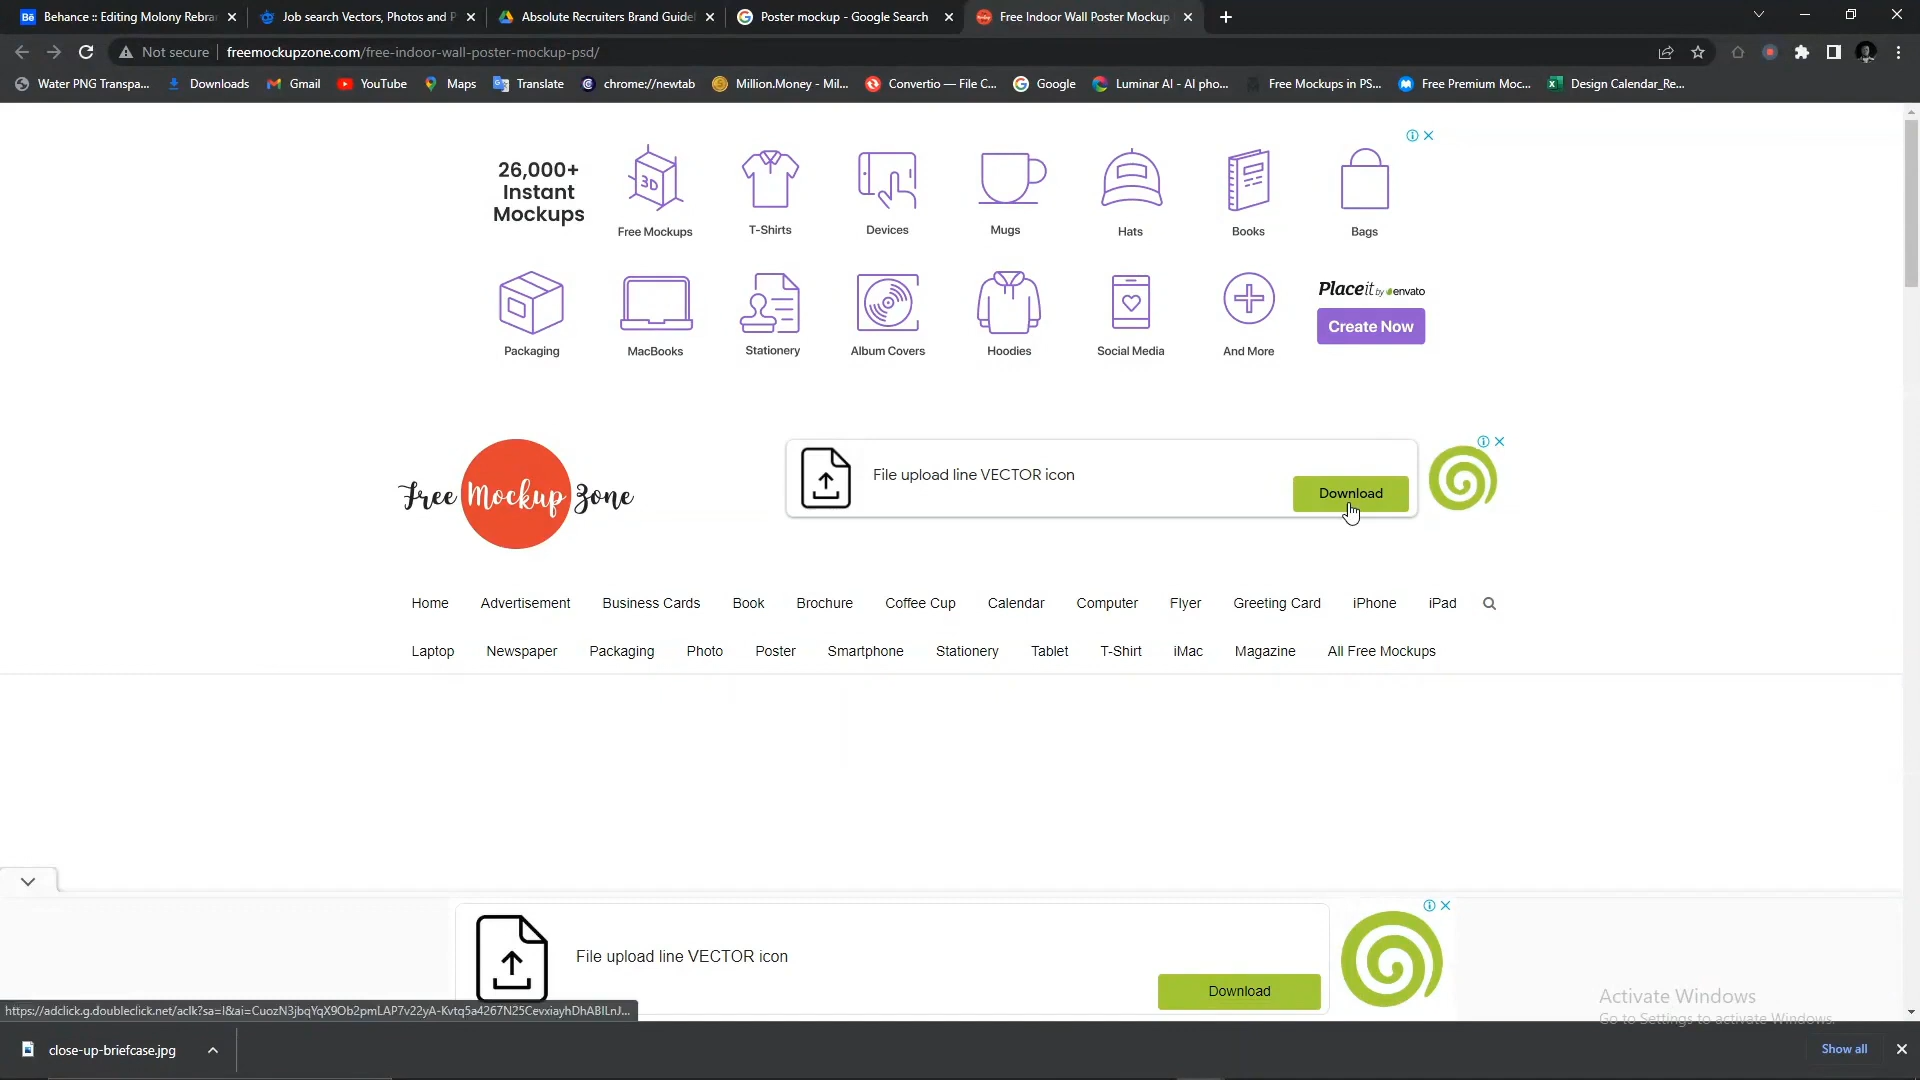 Behance :: Editing Molony Rebrar
Job search Vectors, Photos and P
Absolute Recruiters Brand Guidel
Poster mockup - Google Search
Free Indoor Wall Poster Mockup
Not secure
freemockupzone.com/free-indoor-wall-poster-mockup-psd/
Water PNG Transpa...
Downloads
Gmail
YouTube
Maps
Translate
chrome://newtab
Million.Money - Mil...
Convertio — File C...
Google
Luminar AI - AI pho...
Free Mockups in PS...
Free Premium Moc...
Design Calendar_Re...
26,000+
Instant
Mockups
3D
Free Mockups
T-Shirts
Devices
Mugs
Hats
Books
Bags
Packaging
MacBooks
Stationery
Album Covers
Hoodies
Social Media
And More
Placeit by envato
Create Now
Free Mockup Zone
File upload line VECTOR icon
Download
Home Advertisement Business Cards Book Brochure Coffee Cup Calendar Computer Flyer Greeting Card iPhone iPad
Laptop Newspaper Packaging Photo Poster Smartphone Stationery Tablet T-Shirt iMac Magazine All Free Mockups
File upload line VECTOR icon
Download
Activate Windows
Go to Settings to activate Windows.
close-up-briefcase.jpg
Show all